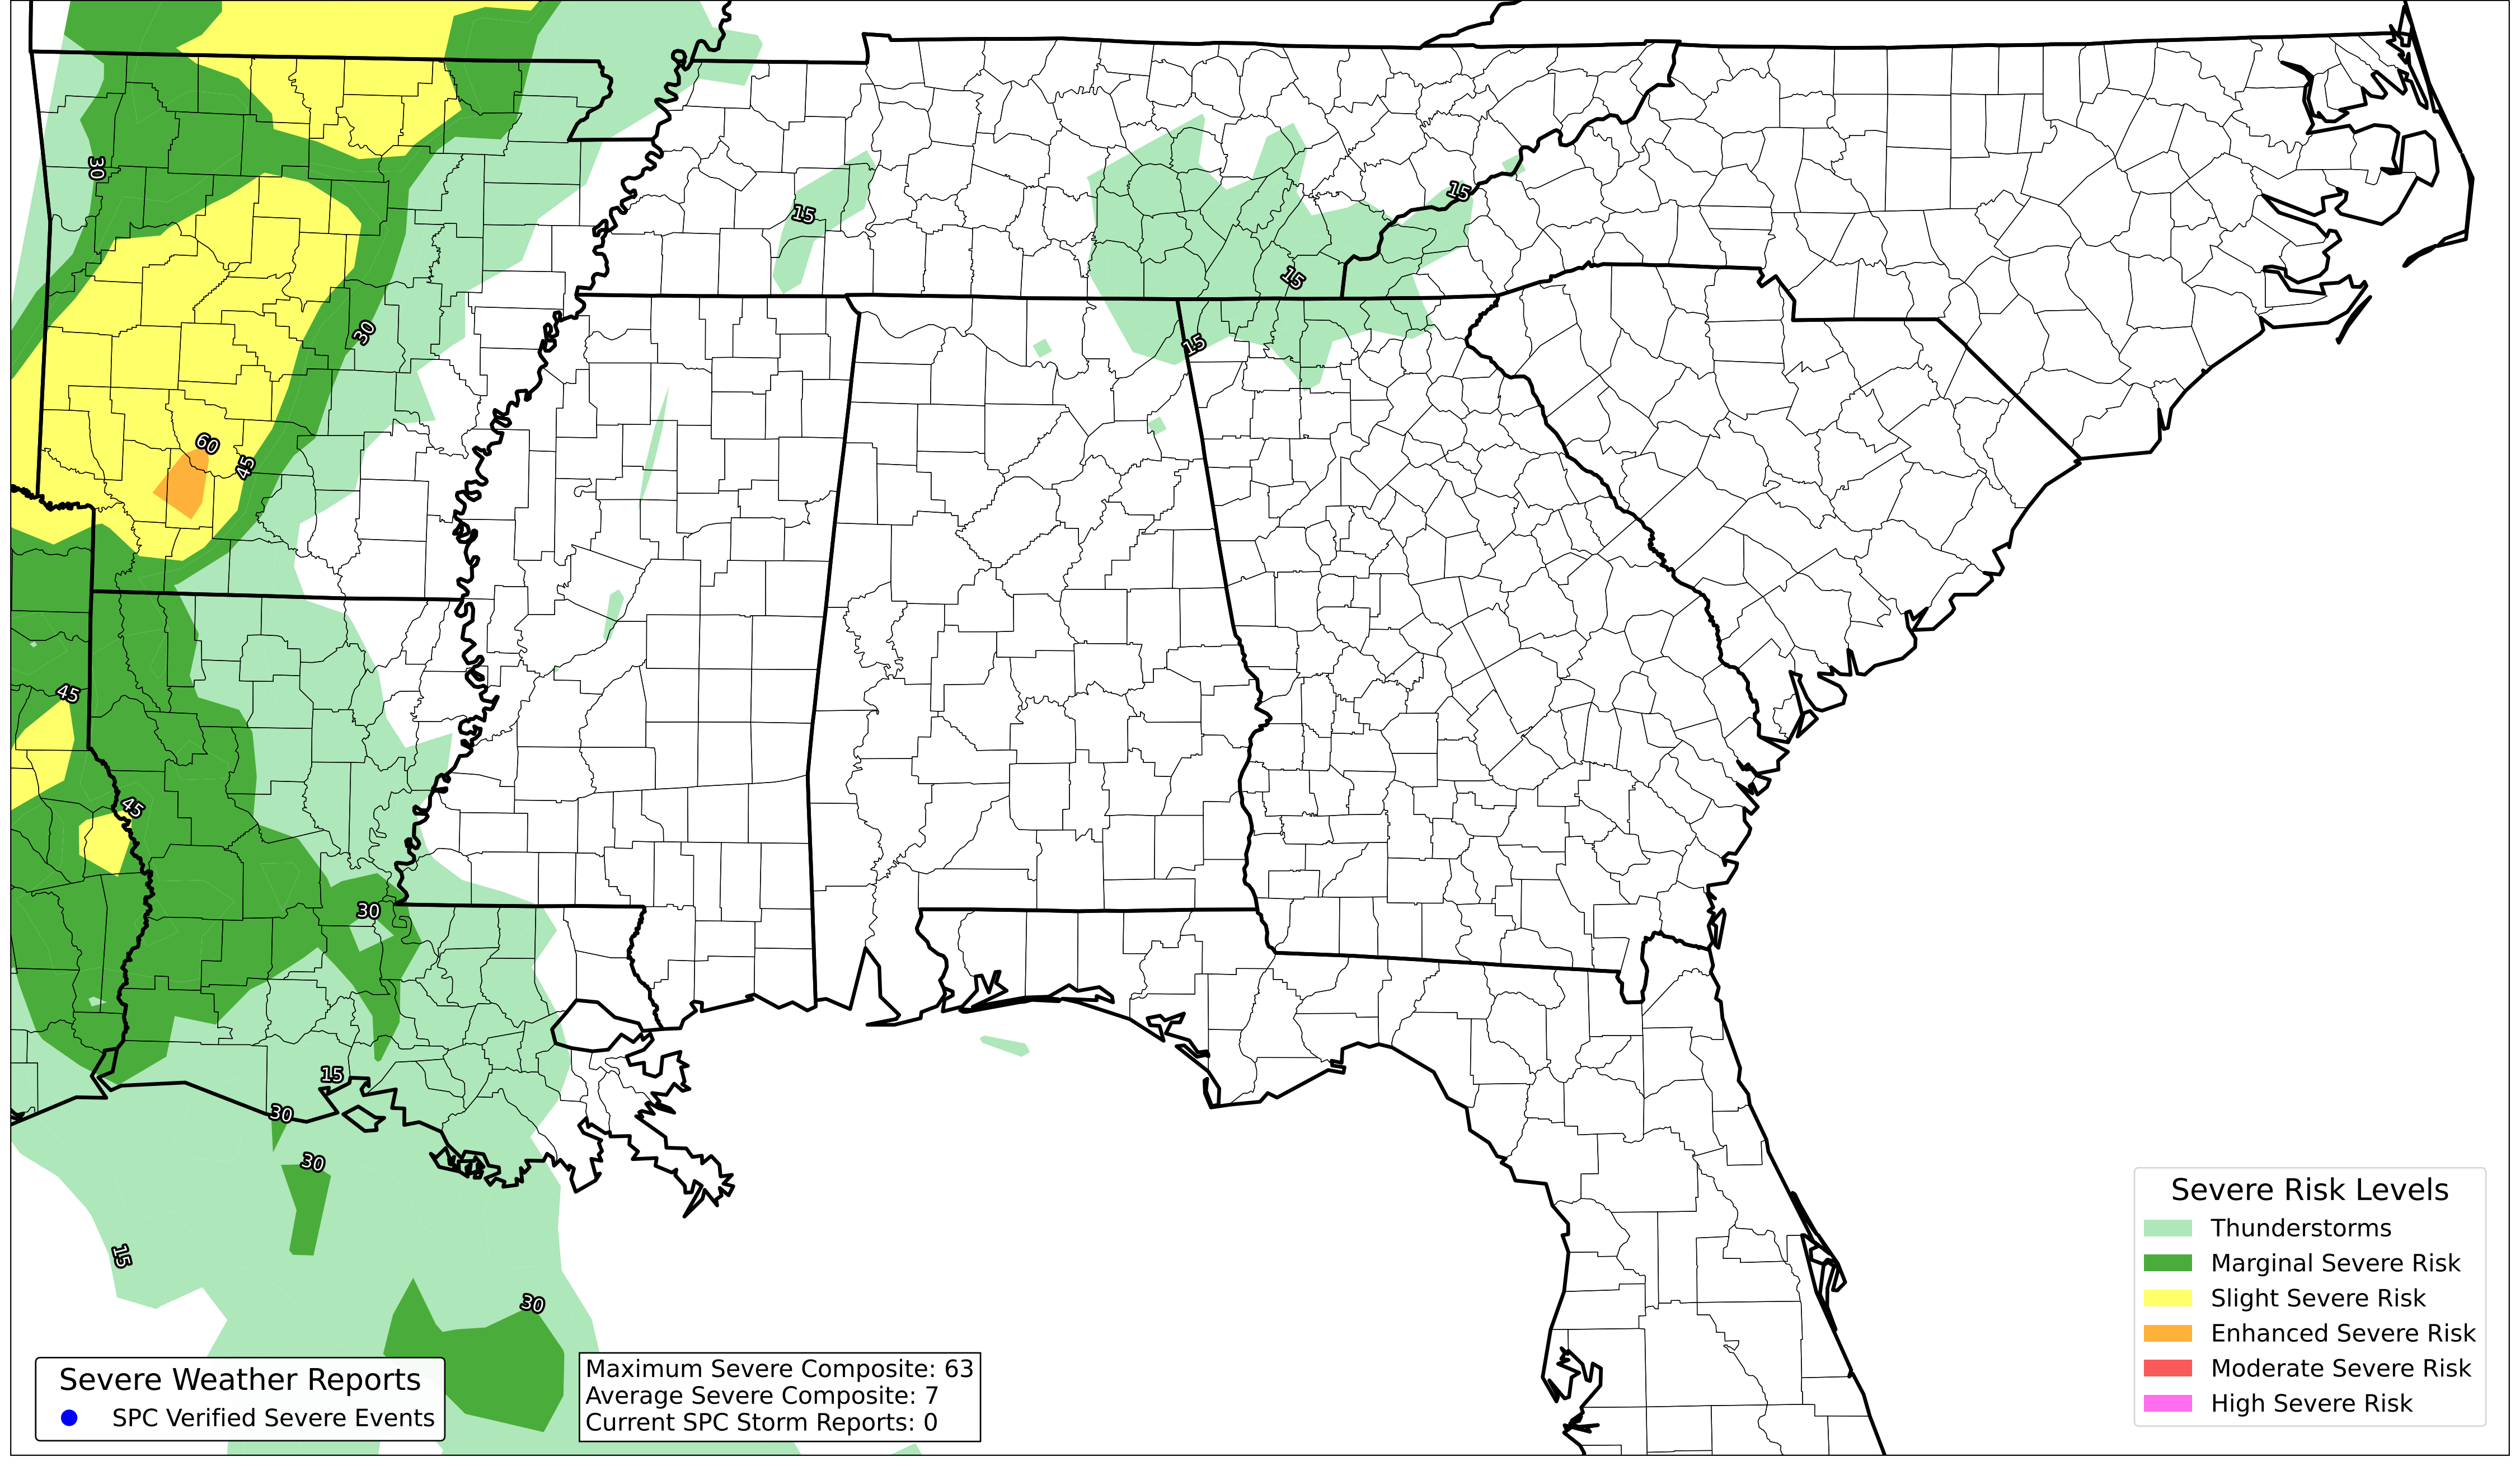 30
15
15
15
30
15
60
45
45
45
30
15
30
30
15
30
Severe Risk Levels
Thunderstorms
Marginal Severe Risk
Slight Severe Risk
Enhanced Severe Risk
Moderate Severe Risk
High Severe Risk
Severe Weather Reports
SPC Verified Severe Events
Maximum Severe Composite: 63
Average Severe Composite: 7
Current SPC Storm Reports: 0